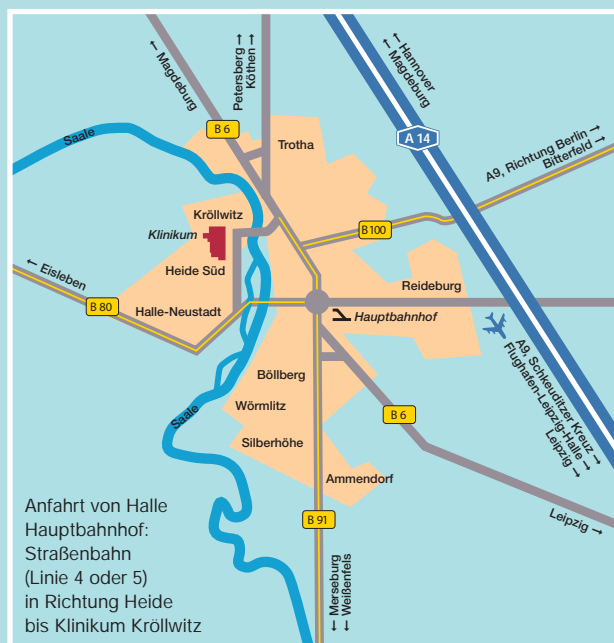 ← Magdeburg
Petersberg →
Köthen →
← Hannover
← Magdeburg
B 6
Saale
Trotha
A 14
A9, Richtung Berlin →
Bitterfeld →
Kröllwitz
Klinikum
B100
← Eisleben
Heide Süd
Reideburg
B 80
Halle-Neustadt
Hauptbahnhof
A9, Schkeuditzer Kreuz →
Flughafen-Leipzig-Halle →
Leipzig →
Böllberg
Wörmlitz
Saale
B 6
Silberhöhe
Ammendorf
B 91
Leipzig →
← Merseburg
← Weißenfels
Anfahrt von Halle
Hauptbahnhof:
Straßenbahn
(Linie 4 oder 5)
in Richtung Heide
bis Klinikum Kröllwitz